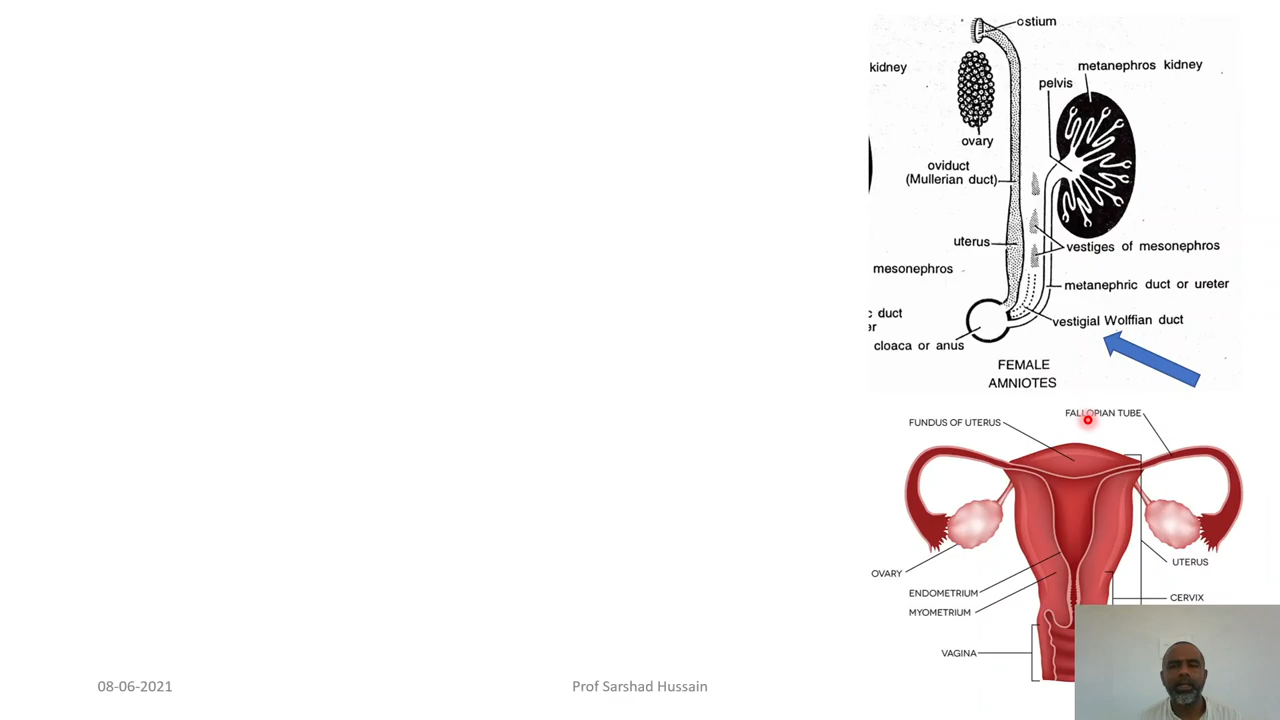 ostium
kidney
metanephros kidney
pelvis
ovary
oviduct
(Mullerian duct)
uterus
vestiges of mesonephros
mesonephros
metanephric duct or ureter
c duct
er
vestigial Wolffian duct
cloaca or anus
FEMALE
AMNIOTES
FALLOPIAN TUBE
FUNDUS OF UTERUS
OVARY
UTERUS
ENDOMETRIUM
CERVIX
MYOMETRIUM
VAGINA
08-06-2021
Prof Sarshad Hussain